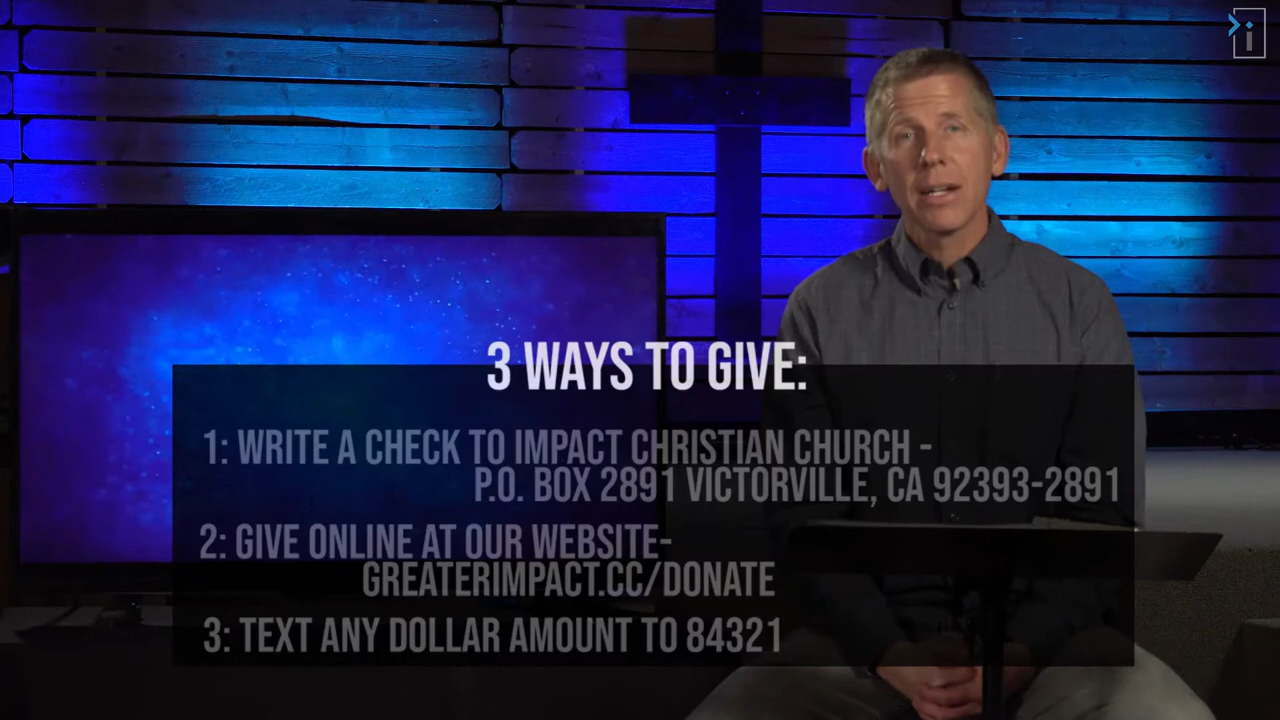 3 WAYS TO GIVE:
1: WRITE A CHECK TO IMPACT CHRISTIAN CHURCH -
P.O. BOX 2891 VICTORVILLE, CA 92393-2891
2: GIVE ONLINE AT OUR WEBSITE-
GREATERIMPACT.CC/DONATE
3: TEXT ANY DOLLAR AMOUNT TO 84321